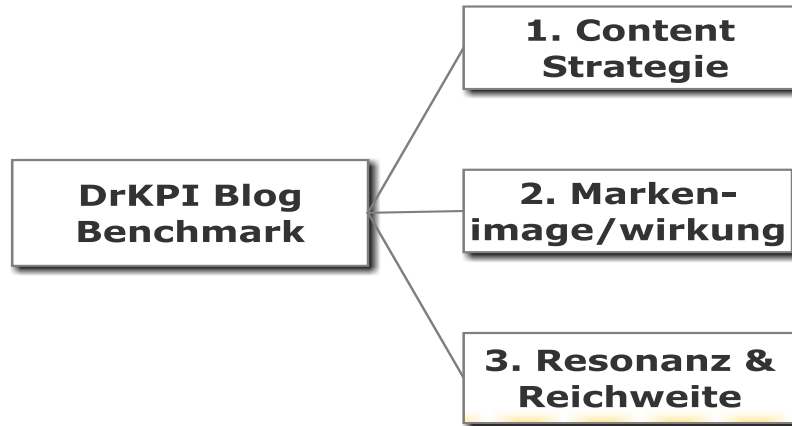 DrKPI Blog
Benchmark
1. Content
Strategie
2. Marken-
image/wirkung
3. Resonanz &
Reichweite